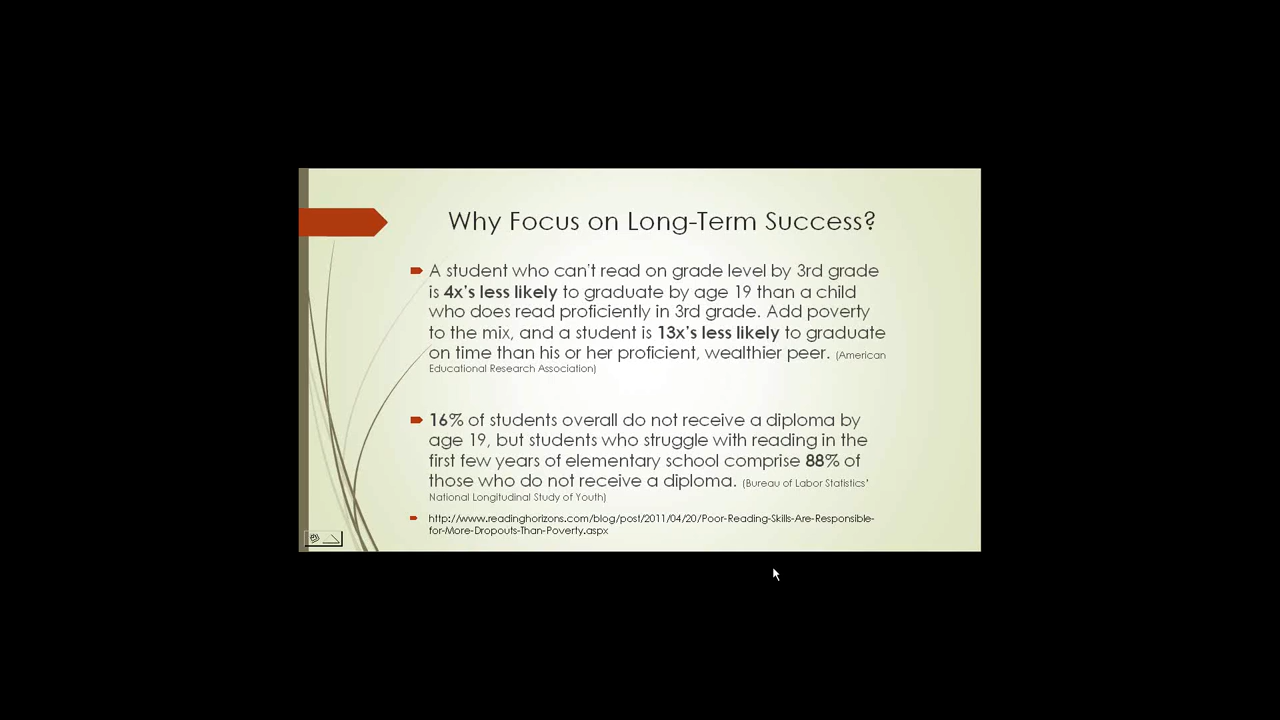 Why Focus on Long-Term Success?
A student who can't read on grade level by 3rd grade
is 4x's less likely to graduate by age 19 than a child
who does read proficiently in 3rd grade. Add poverty
to the mix, and a student is 13x's less likely to graduate
on time than his or her proficient, wealthier peer. (American
Educational Research Association)
16% of students overall do not receive a diploma by
age 19, but students who struggle with reading in the
first few years of elementary school comprise 88% of
those who do not receive a diploma. (Bureau of Labor Statistics'
National Longitudinal Study of Youth)
http://www.readinghorizons.com/blog/post/2011/04/20/Poor-Reading-Skills-Are-Responsible-
for-More-Dropouts-Than-Poverty.aspx